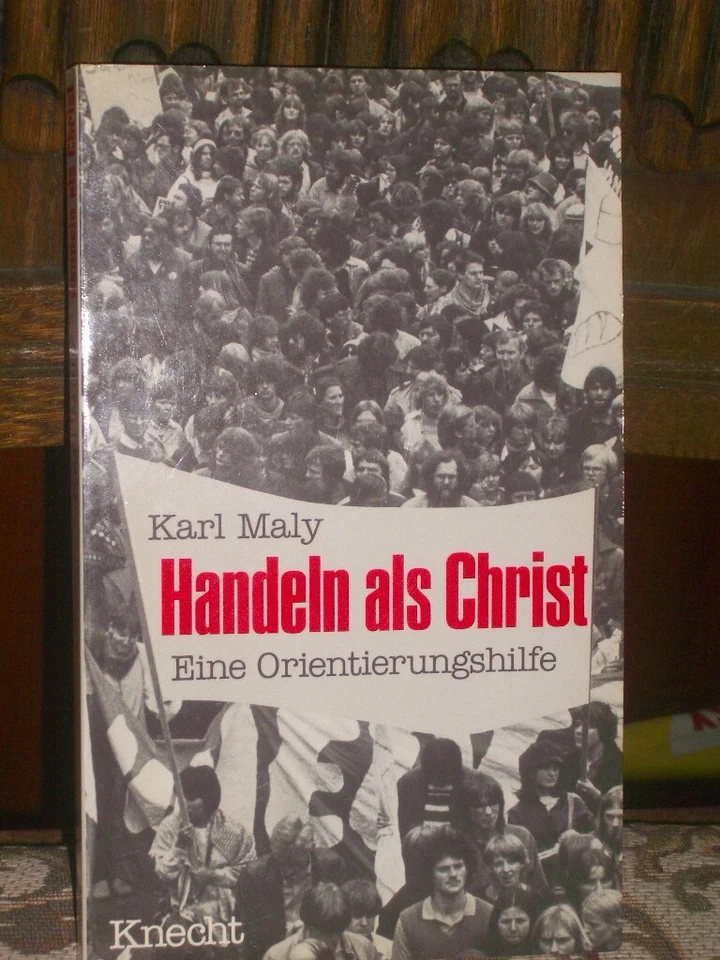 Karl Maly
Handeln als Christ
Eine Orientierungshilfe
Knecht